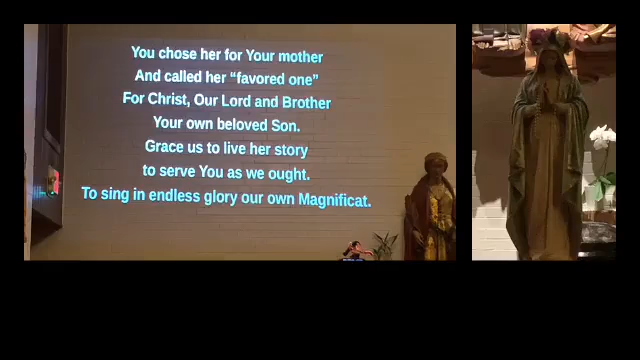 You chose her for Your mother
And called her “favored one”
For Christ, Our Lord and Brother
Your own beloved Son.
Grace us to live her story
to serve You as we ought.
To sing in endless glory our own Magnificat.